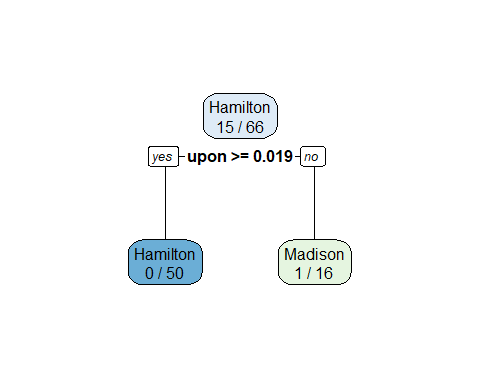 Hamilton
15 / 66
yes upon >= 0.019 no
Hamilton
0 / 50
Madison
1 / 16